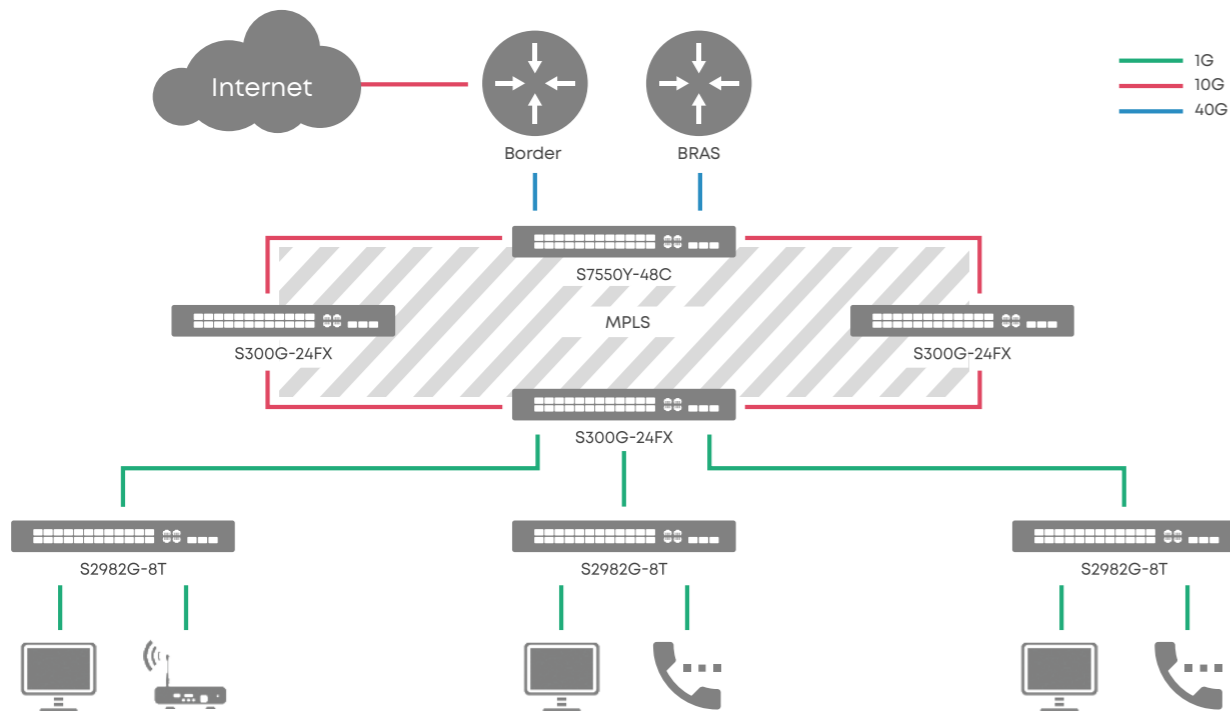 Internet
1G
10G
40G
Border
BRAS
S7550Y-48C
MPLS
S300G-24FX
S300G-24FX
S300G-24FX
S2982G-8T
S2982G-8T
S2982G-8T